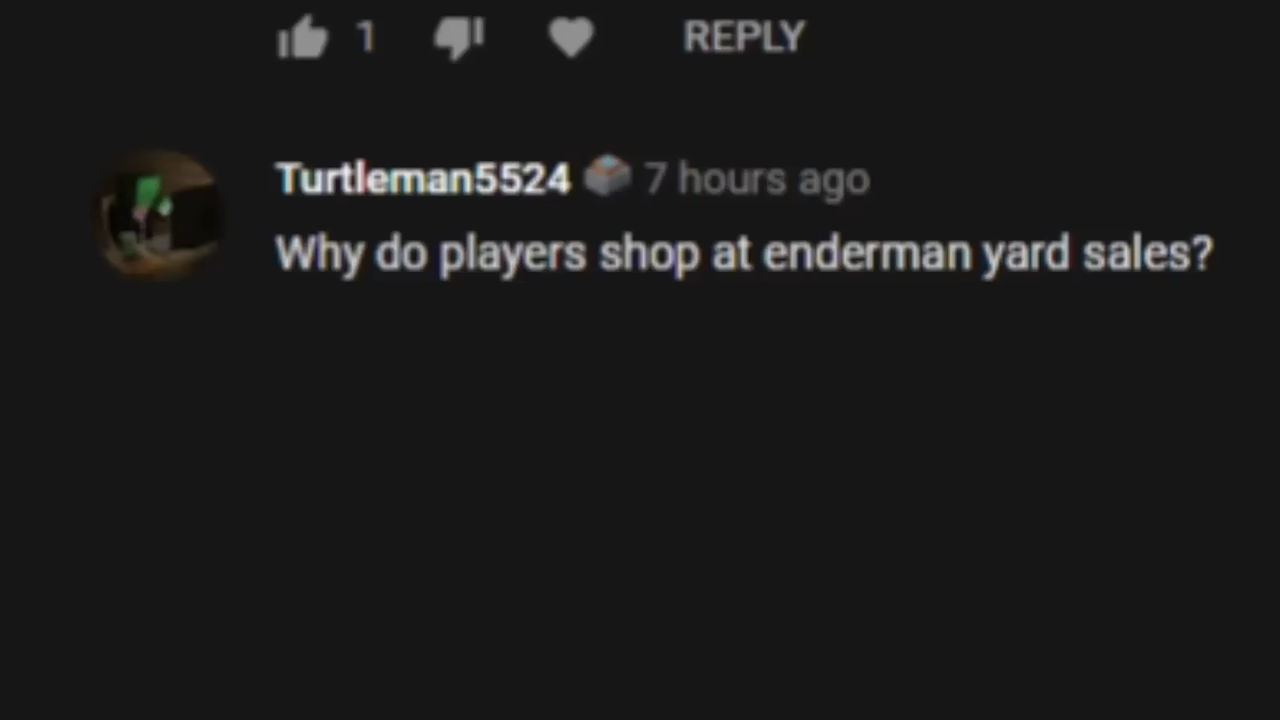 1 REPLY
Turtleman5524 7 hours ago
Why do players shop at enderman yard sales?